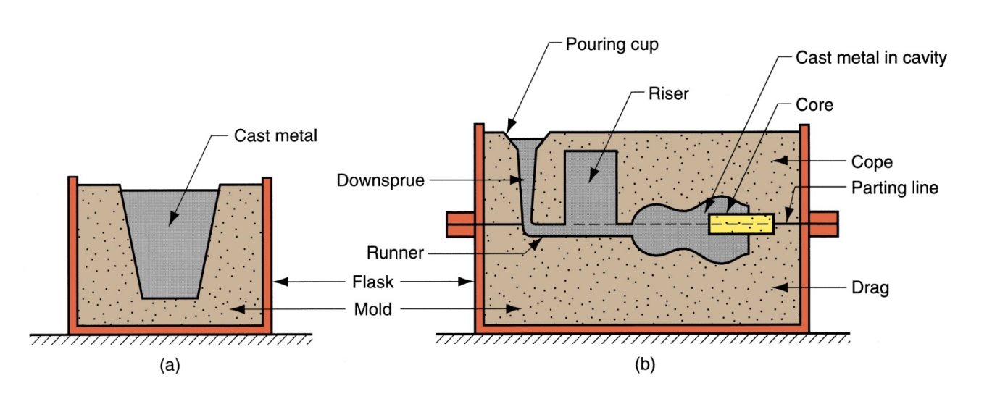 Pouring cup
Cast metal in cavity
Riser
Core
Cast metal
Cope
Downsprue
Parting line
Runner
Flask
Drag
Mold
(a)
(b)